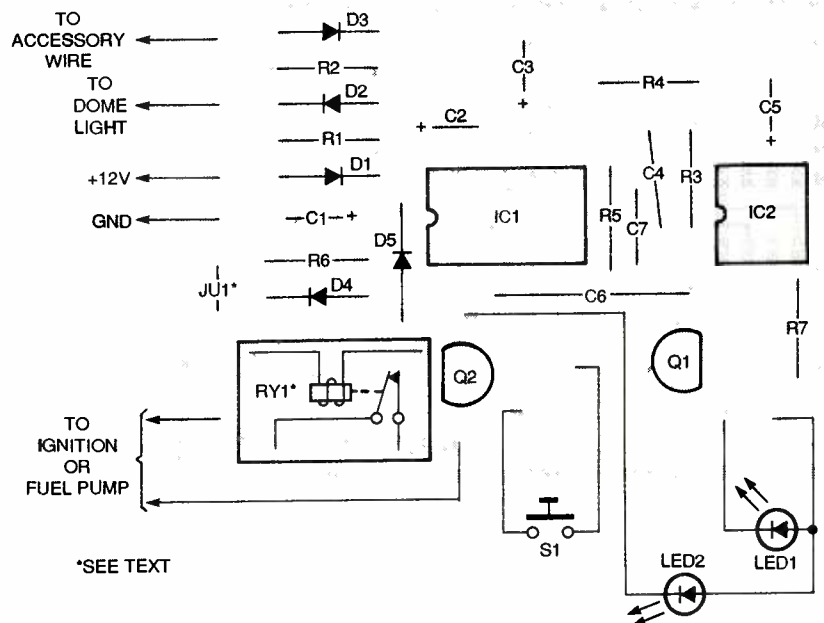 TO
ACCESSORY
WIRE
D3
R2
C3
R4
TO
DOME
LIGHT
D2
R1
+ C2
+
C5
+
+12V
D1
IC1
C4
R3
IC2
GND
C1 +
D5
R5
C7
R6
JU1*
D4
C6
R7
RY1*
Q2
Q1
TO
IGNITION
OR
FUEL PUMP
S1
LED1
LED2
*SEE TEXT